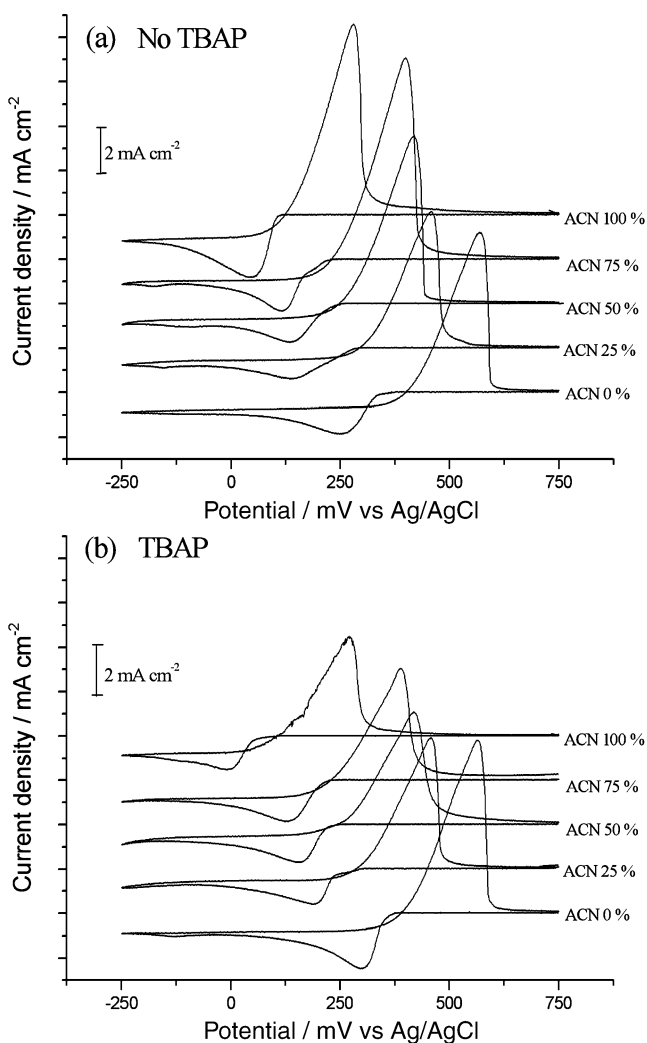 (a) No TBAP
2 mA cm-2
Current density / mA cm-2
ACN 100 %
ACN 75 %
ACN 50 %
ACN 25 %
ACN 0 %
-250 0 250 500 750
Potential / mV vs Ag/AgCl
(b) TBAP
2 mA cm-2
Current density / mA cm-2
ACN 100 %
ACN 75 %
ACN 50 %
ACN 25 %
ACN 0 %
-250 0 250 500 750
Potential / mV vs Ag/AgCl